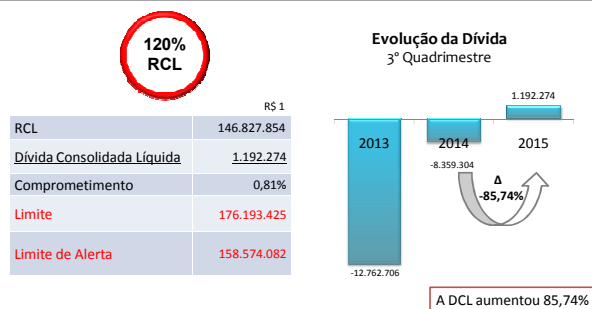 120%
RCL
R$ 1
RCL 146.827.854
Dívida Consolidada Líquida 1.192.274
Comprometimento 0,81%
Limite 176.193.425
Limite de Alerta 158.574.082
Evolução da Dívida
3º Quadrimestre
1.192.274
2013 2014 2015
-8.359.304
Δ
-85,74%
-12.762.706
A DCL aumentou 85,74%